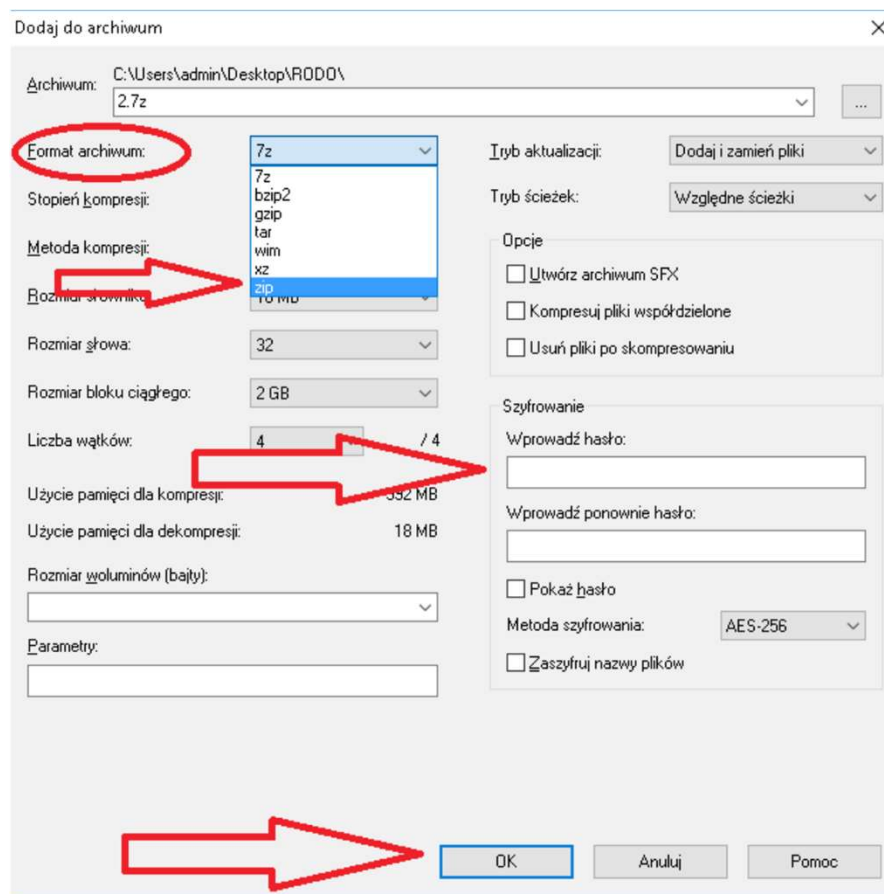 Dodaj do archiwum
Archiwum: C:\Users\admin\Desktop\RODO\
2.7z
...
Format archiwum: 7z
7z
bzip2
gzip
tar
wim
xz
zip
Stopień kompresji:
Metoda kompresji:
Rozmiar słownika: 16 MB
Rozmiar słowa: 32
Rozmiar bloku ciągłego: 2 GB
Liczba wątków: 4 / 4
Użycie pamięci dla kompresji: 592 MB
Użycie pamięci dla dekompresji: 18 MB
Rozmiar woluminów (bajty):
Parametry:
Tryb aktualizacji: Dodaj i zamień pliki
Tryb ścieżek: Względne ścieżki
Opcje
Utwórz archiwum SFX
Kompresuj pliki współdzielone
Usuń pliki po skompresowaniu
Szyfrowanie
Wprowadź hasło:
Wprowadź ponownie hasło:
Pokaż hasło
Metoda szyfrowania: AES-256
Zaszyfruj nazwy plików
OK
Anuluj
Pomoc